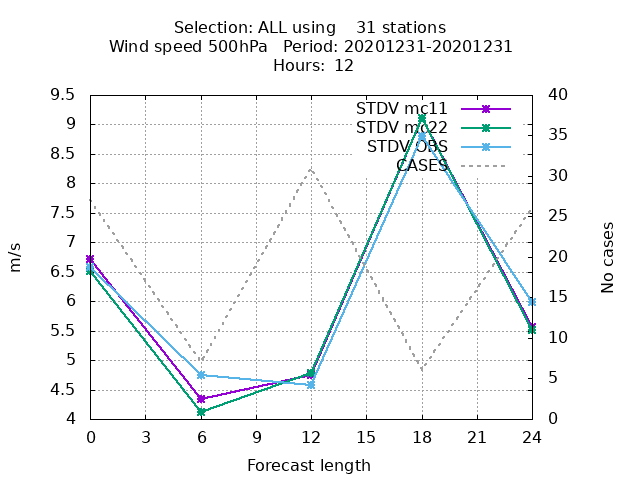 Selection: ALL using    31 stations
Wind speed 500hPa   Period: 20201231-20201231
Hours: 12
9.5
9
8.5
8
7.5
7
6.5
6
5.5
5
4.5
4
m/s
STDV mc11
STDV mc22
STDV OBS
CASES
40
35
30
25
20
15
10
5
0
No cases
0 3 6 9 12 15 18 21 24
Forecast length